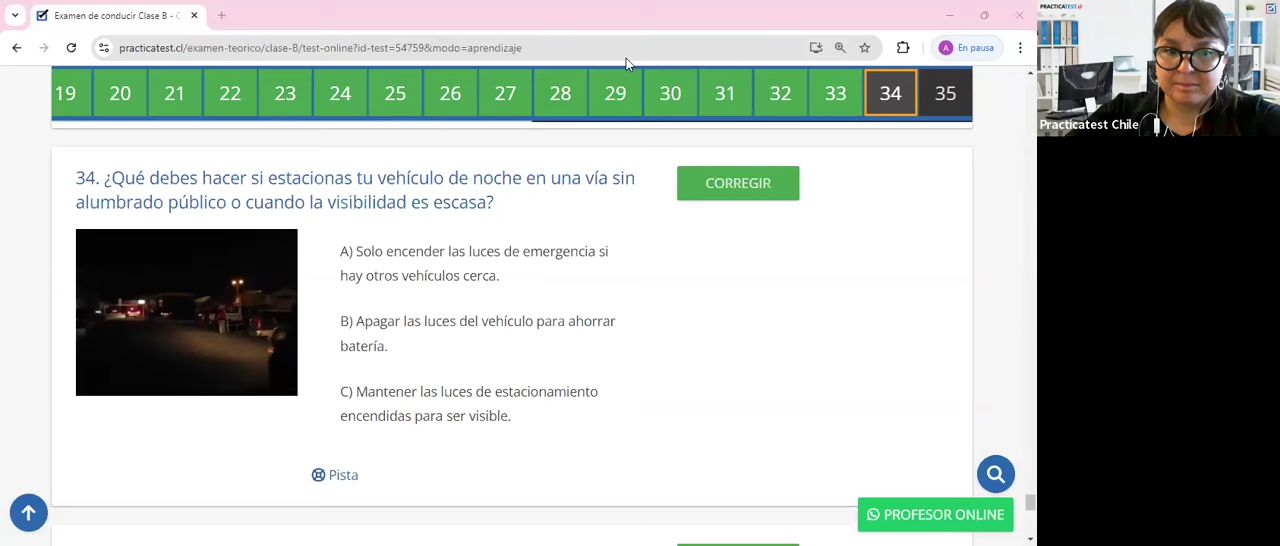 Examen de conducir Clase B - C
practicatest.cl/examen-teorico/clase-B/test-online?id-test=54759&modo=aprendizaje
A En pausa
PRACTICATEST.cl
Practicatest Chile
19 20 21 22 23 24 25 26 27 28 29 30 31 32 33 34 35
34. ¿Qué debes hacer si estacionas tu vehículo de noche en una vía sin
alumbrado público o cuando la visibilidad es escasa?
CORREGIR
A) Solo encender las luces de emergencia si
hay otros vehículos cerca.
B) Apagar las luces del vehículo para ahorrar
batería.
C) Mantener las luces de estacionamiento
encendidas para ser visible.
Pista
PROFESOR ONLINE